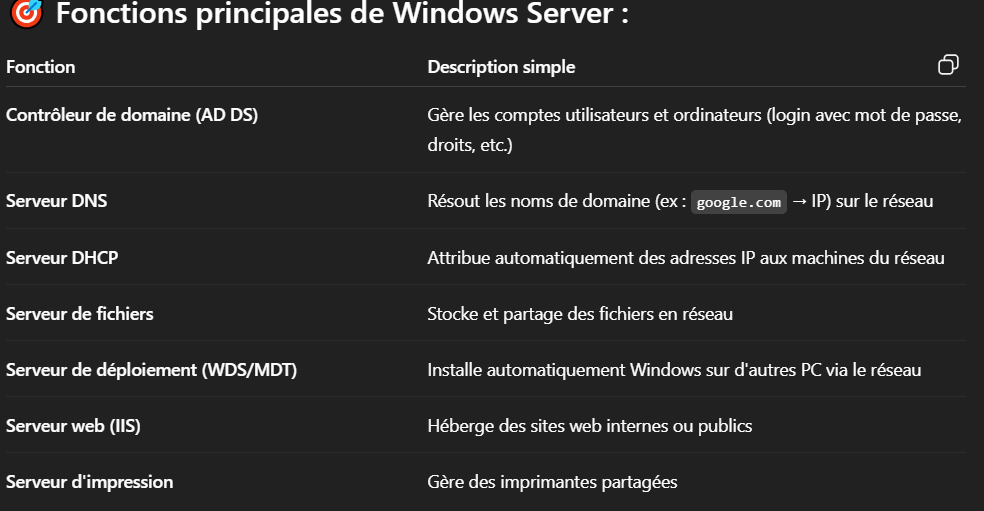 🎯 Fonctions principales de Windows Server :
Fonction Description simple
Contrôleur de domaine (AD DS) Gère les comptes utilisateurs et ordinateurs (login avec mot de passe,
droits, etc.)
Serveur DNS Résout les noms de domaine (ex : google.com → IP) sur le réseau
Serveur DHCP Attribue automatiquement des adresses IP aux machines du réseau
Serveur de fichiers Stocke et partage des fichiers en réseau
Serveur de déploiement (WDS/MDT) Installe automatiquement Windows sur d'autres PC via le réseau
Serveur web (IIS) Héberge des sites web internes ou publics
Serveur d'impression Gère des imprimantes partagées